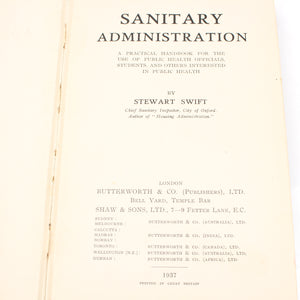 SANITARY
ADMINISTRATION
A PRACTICAL HANDBOOK FOR THE
USE OF PUBLIC HEALTH OFFICIALS,
STUDENTS AND OTHERS INTERESTED
IN PUBLIC HEALTH
BY
STEWART SWIFT
Chief Sanitary Inspector, City of Oxford.
Author of "Housing Administration."
LONDON
BUTTERWORTH & CO. (PUBLISHERS), LTD.
BELL YARD, TEMPLE BAR
SHAW & SONS, LTD., 7-9 FETTER LANE, E.C.
SYDNEY :
MELBOURNE : BUTTERWORTH & CO. (AUSTRALIA), LTD.
CALCUTTA :
MADRAS : BUTTERWORTH & CO. (INDIA), LTD.
BOMBAY :
TORONTO : BUTTERWORTH & CO. (CANADA), LTD.
WELLINGTON (N.Z.) : BUTTERWORTH & CO. (AUSTRALIA), LTD.
DURBAN : BUTTERWORTH & CO. (AFRICA), LTD.
1937
PRINTED IN GREAT BRITAIN